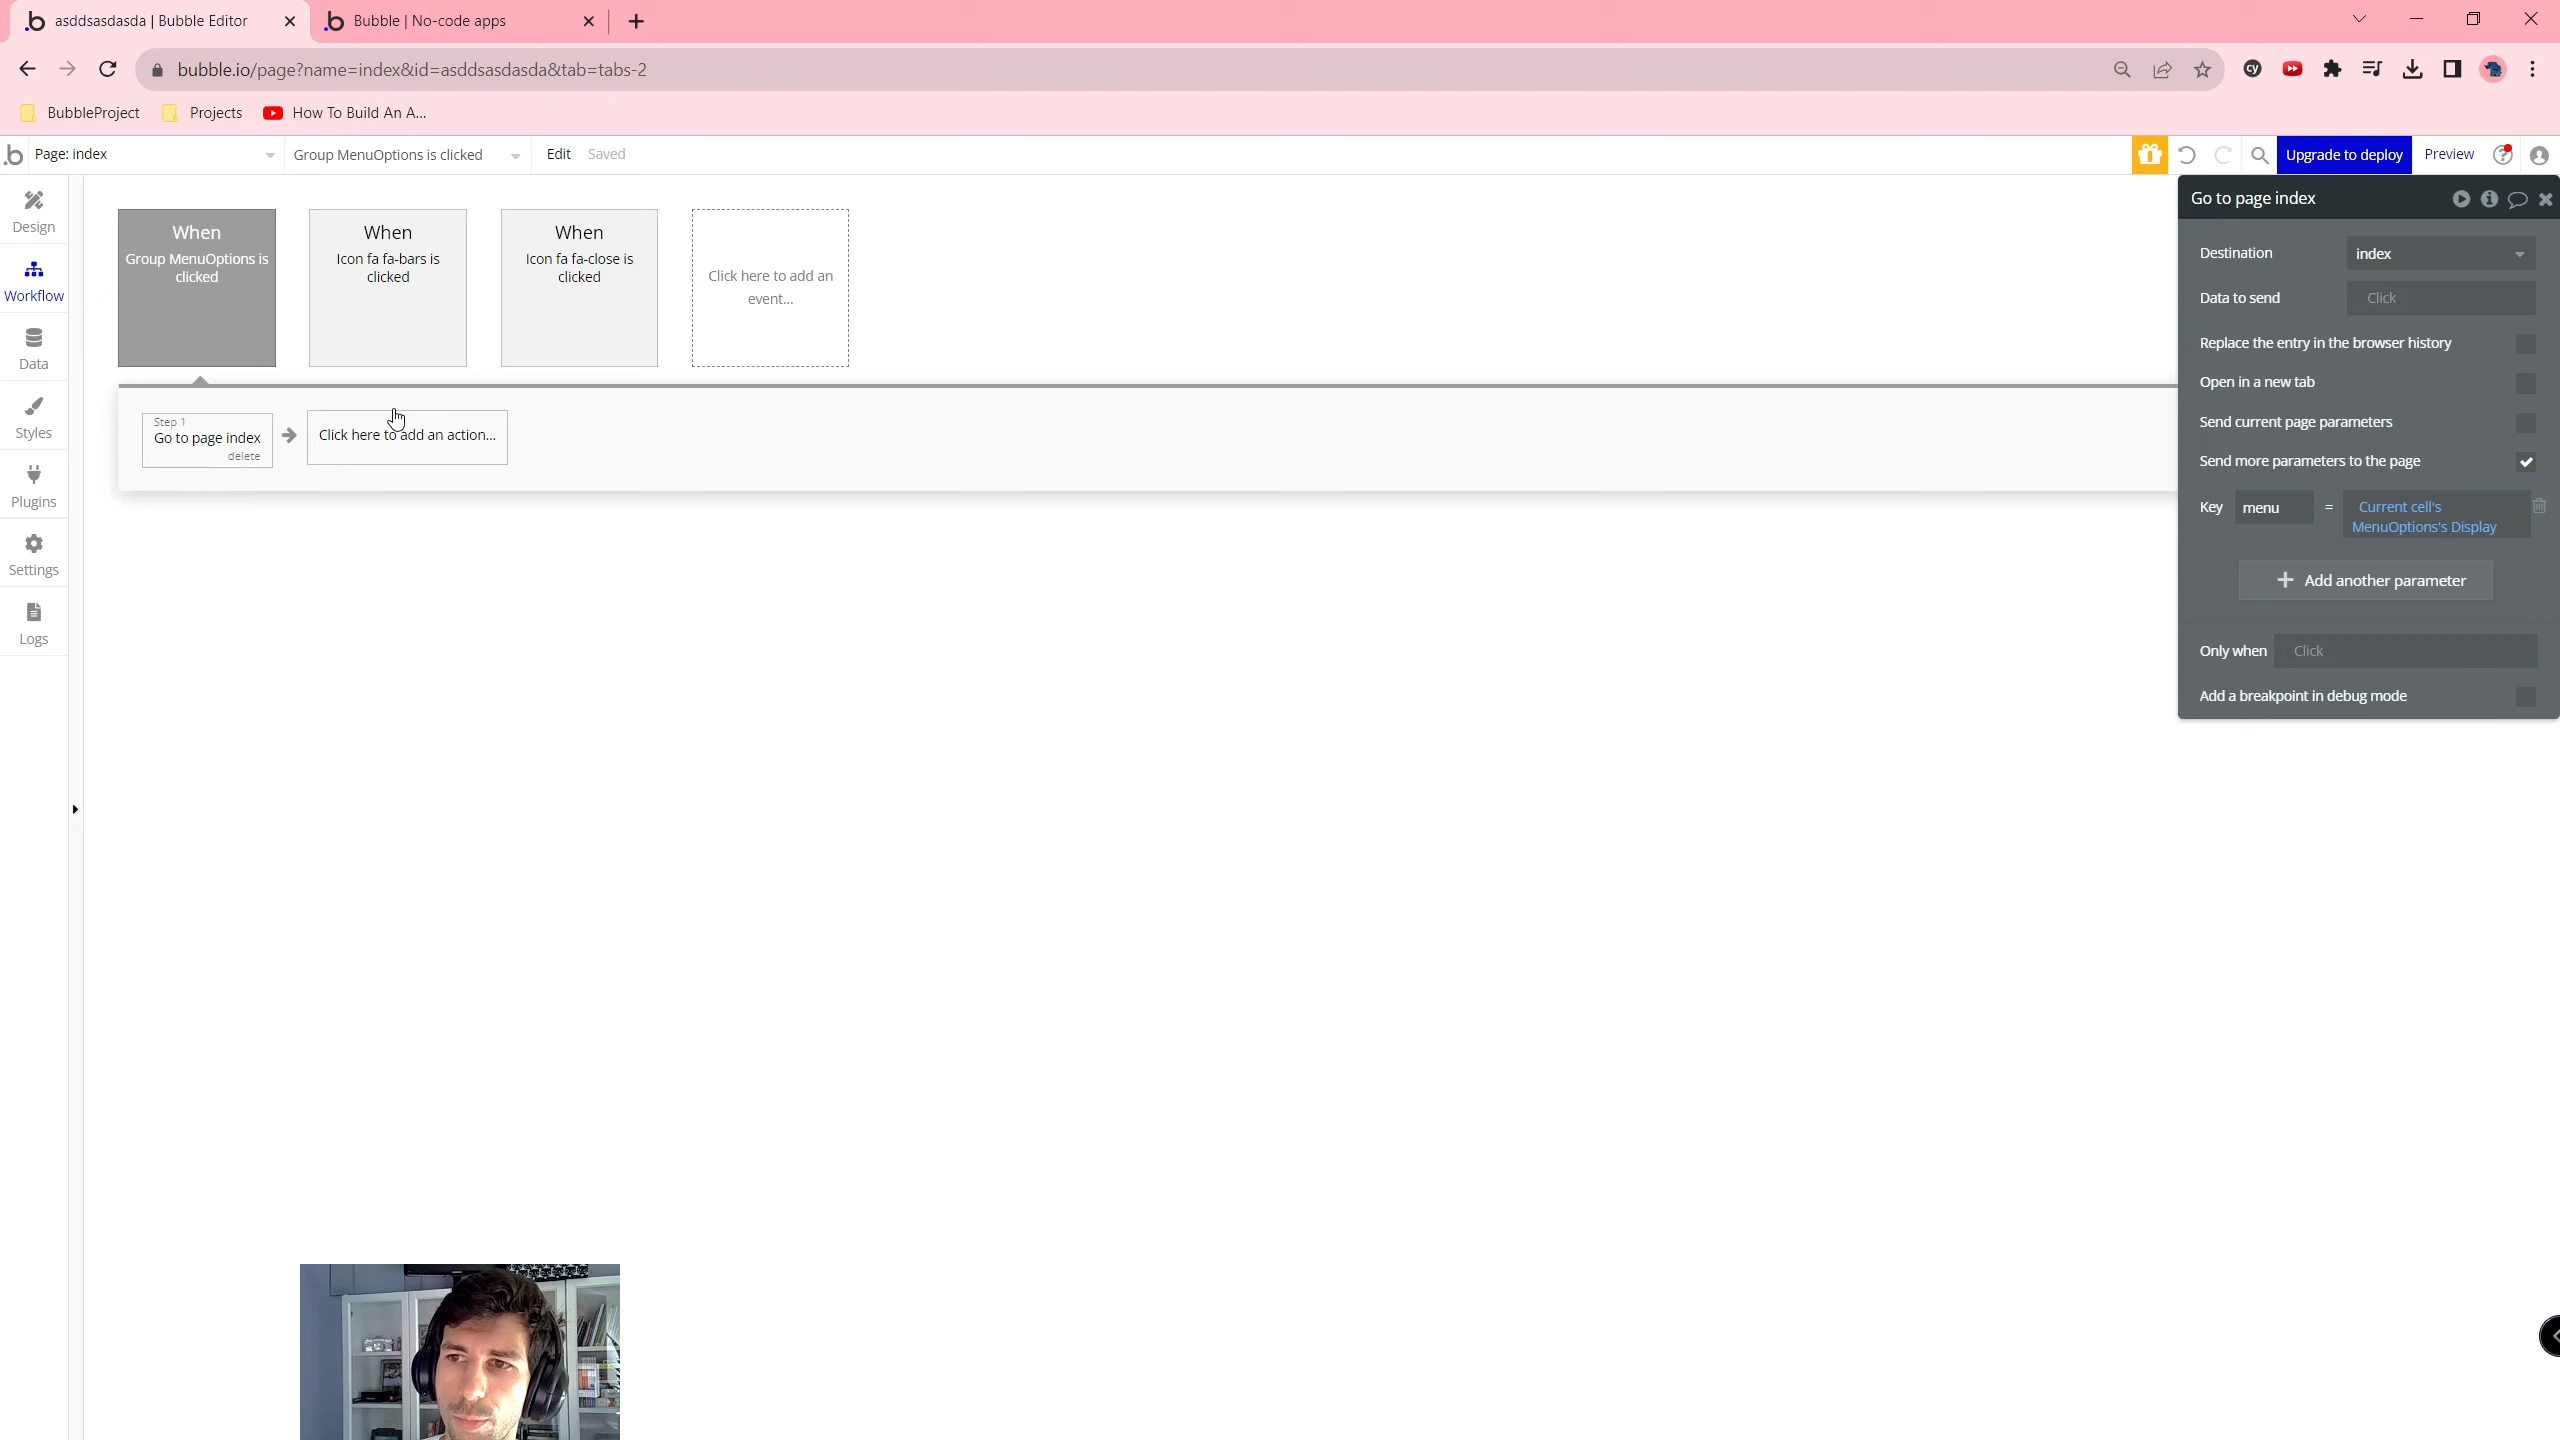 asddsasdasda | Bubble Editor
Bubble | No-code apps
bubble.io/page?name=index&id=asddsasdasda&tab=tabs-2
BubbleProject
Projects
How To Build An A...
Page: index
Group MenuOptions is clicked
Edit
Saved
Upgrade to deploy
Preview
Design
Workflow
Data
Styles
Plugins
Settings
Logs
When
Group MenuOptions is
clicked
When
Icon fa fa-bars is
clicked
When
Icon fa fa-close is
clicked
Click here to add an
event...
Step 1
Go to page index
delete
Click here to add an action...
Go to page index
Destination
index
Data to send
Click
Replace the entry in the browser history
Open in a new tab
Send current page parameters
Send more parameters to the page
Key
menu
=
Current cell's
MenuOptions's Display
Add another parameter
Only when
Click
Add a breakpoint in debug mode